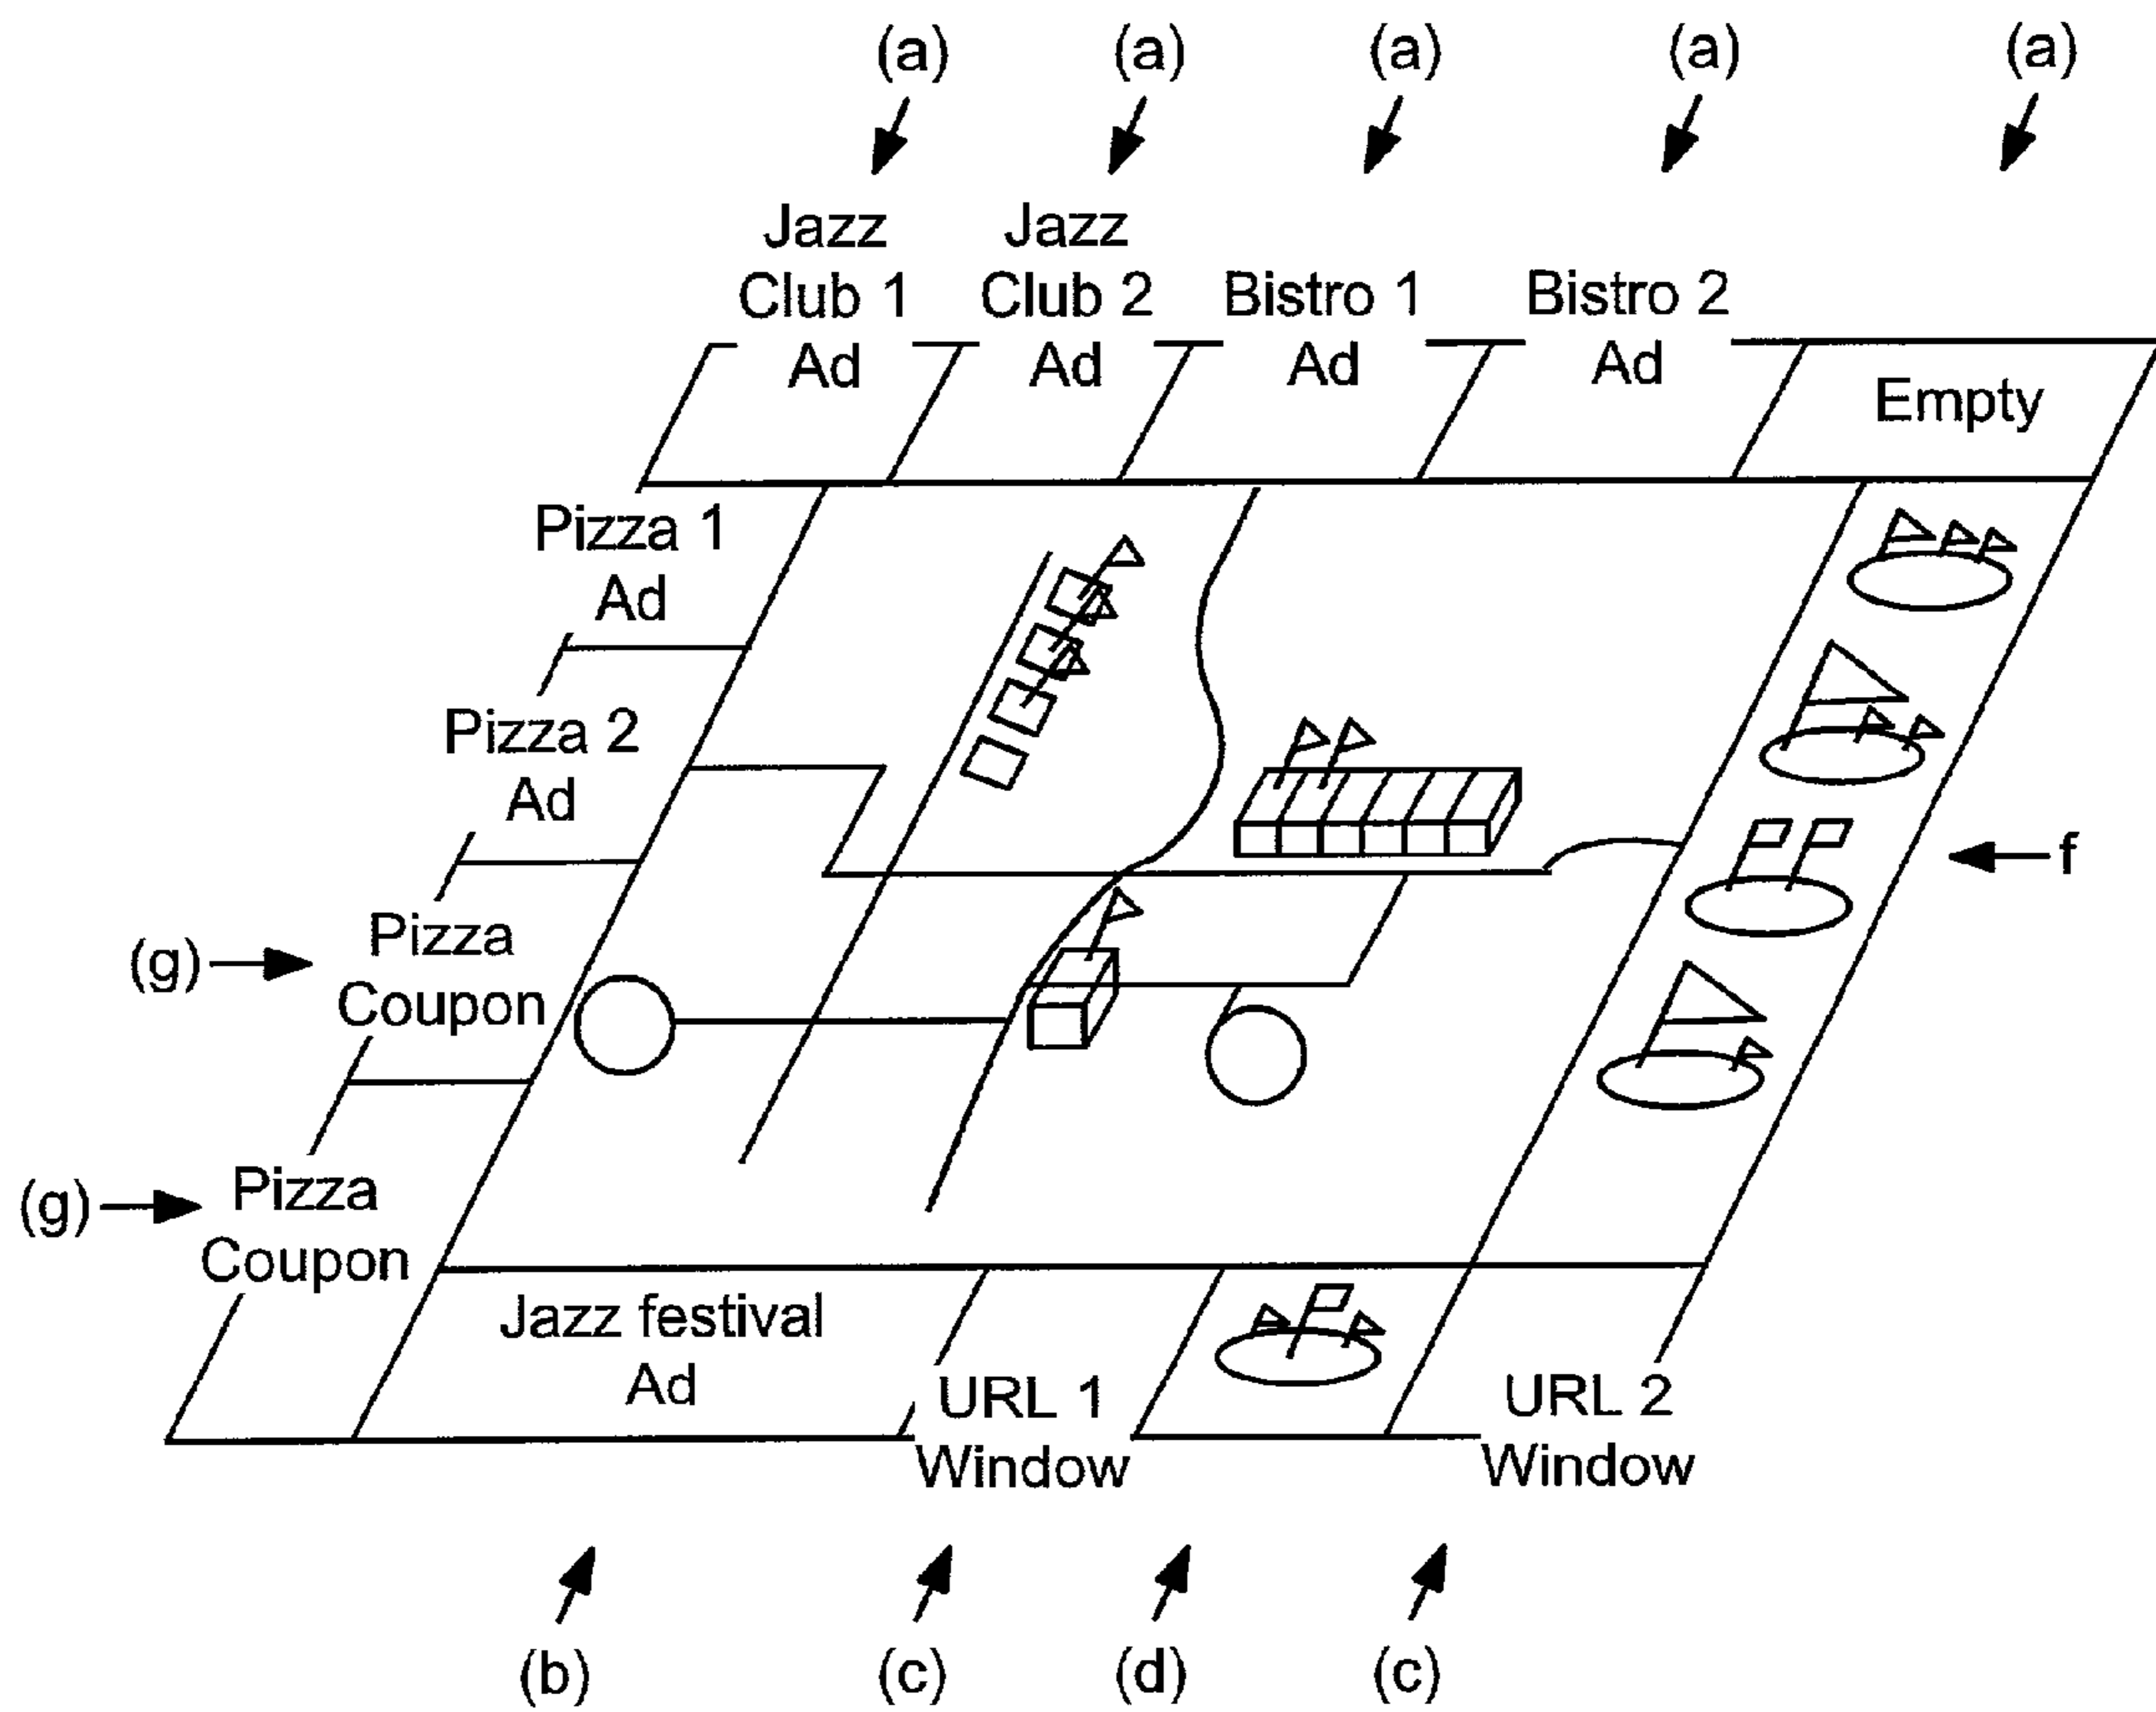 (a) (a) (a) (a) (a)
Jazz Club 1 Ad
Jazz Club 2 Ad
Bistro 1 Ad
Bistro 2 Ad
Empty
Pizza 1
Ad
Pizza 2
Ad
f
(g)
Pizza
Coupon
(g)
Pizza
Coupon
Jazz festival
Ad
URL 1
Window
URL 2
Window
(b) (c) (d) (c)